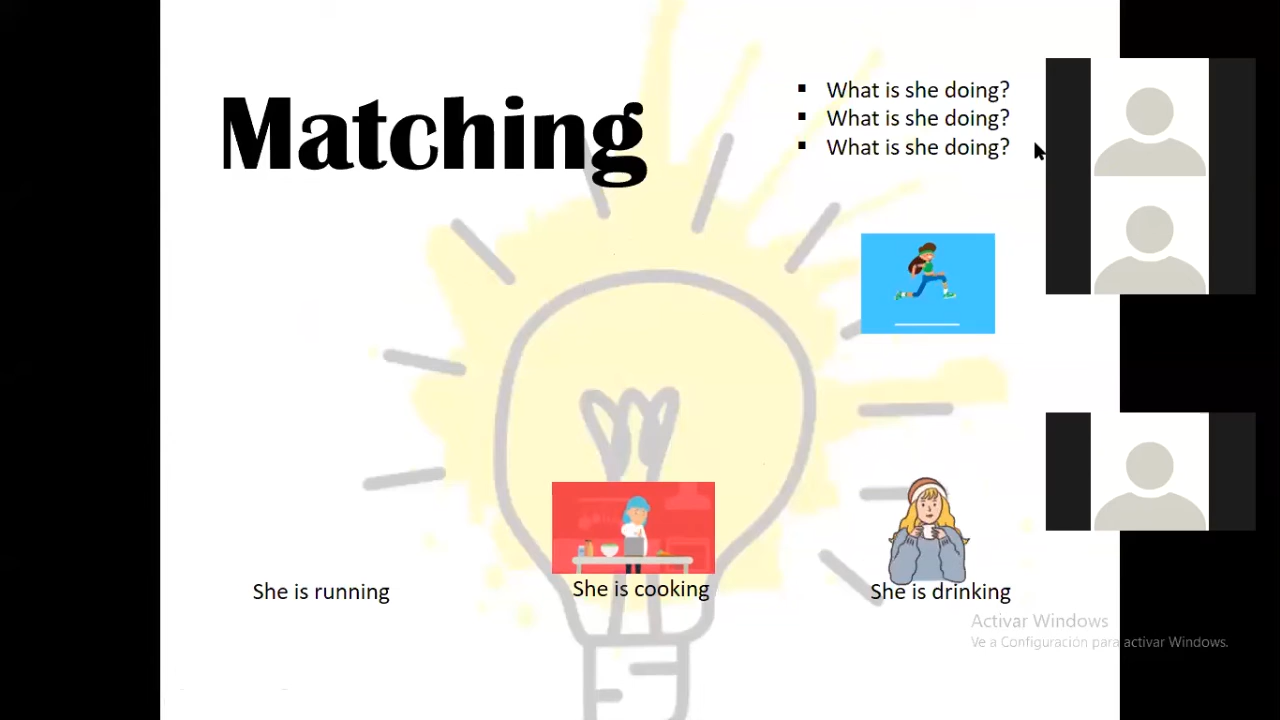 Matching
▪ What is she doing?
▪ What is she doing?
▪ What is she doing?
She is running
She is cooking
She is drinking
Activar Windows
Ve a Configuración para activar Windows.